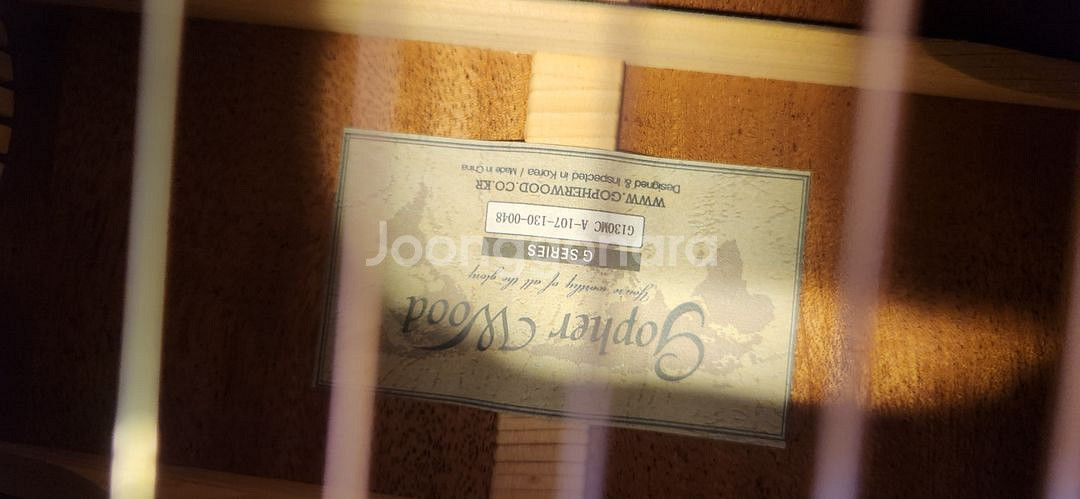 Gopher Wood
You're worthy of all the glory
G SERIES
G130MC A-107-130-0048
WWW.GOPHERWOOD.CO.KR
Designed & Inspected in Korea / Made in China
Joonggonara